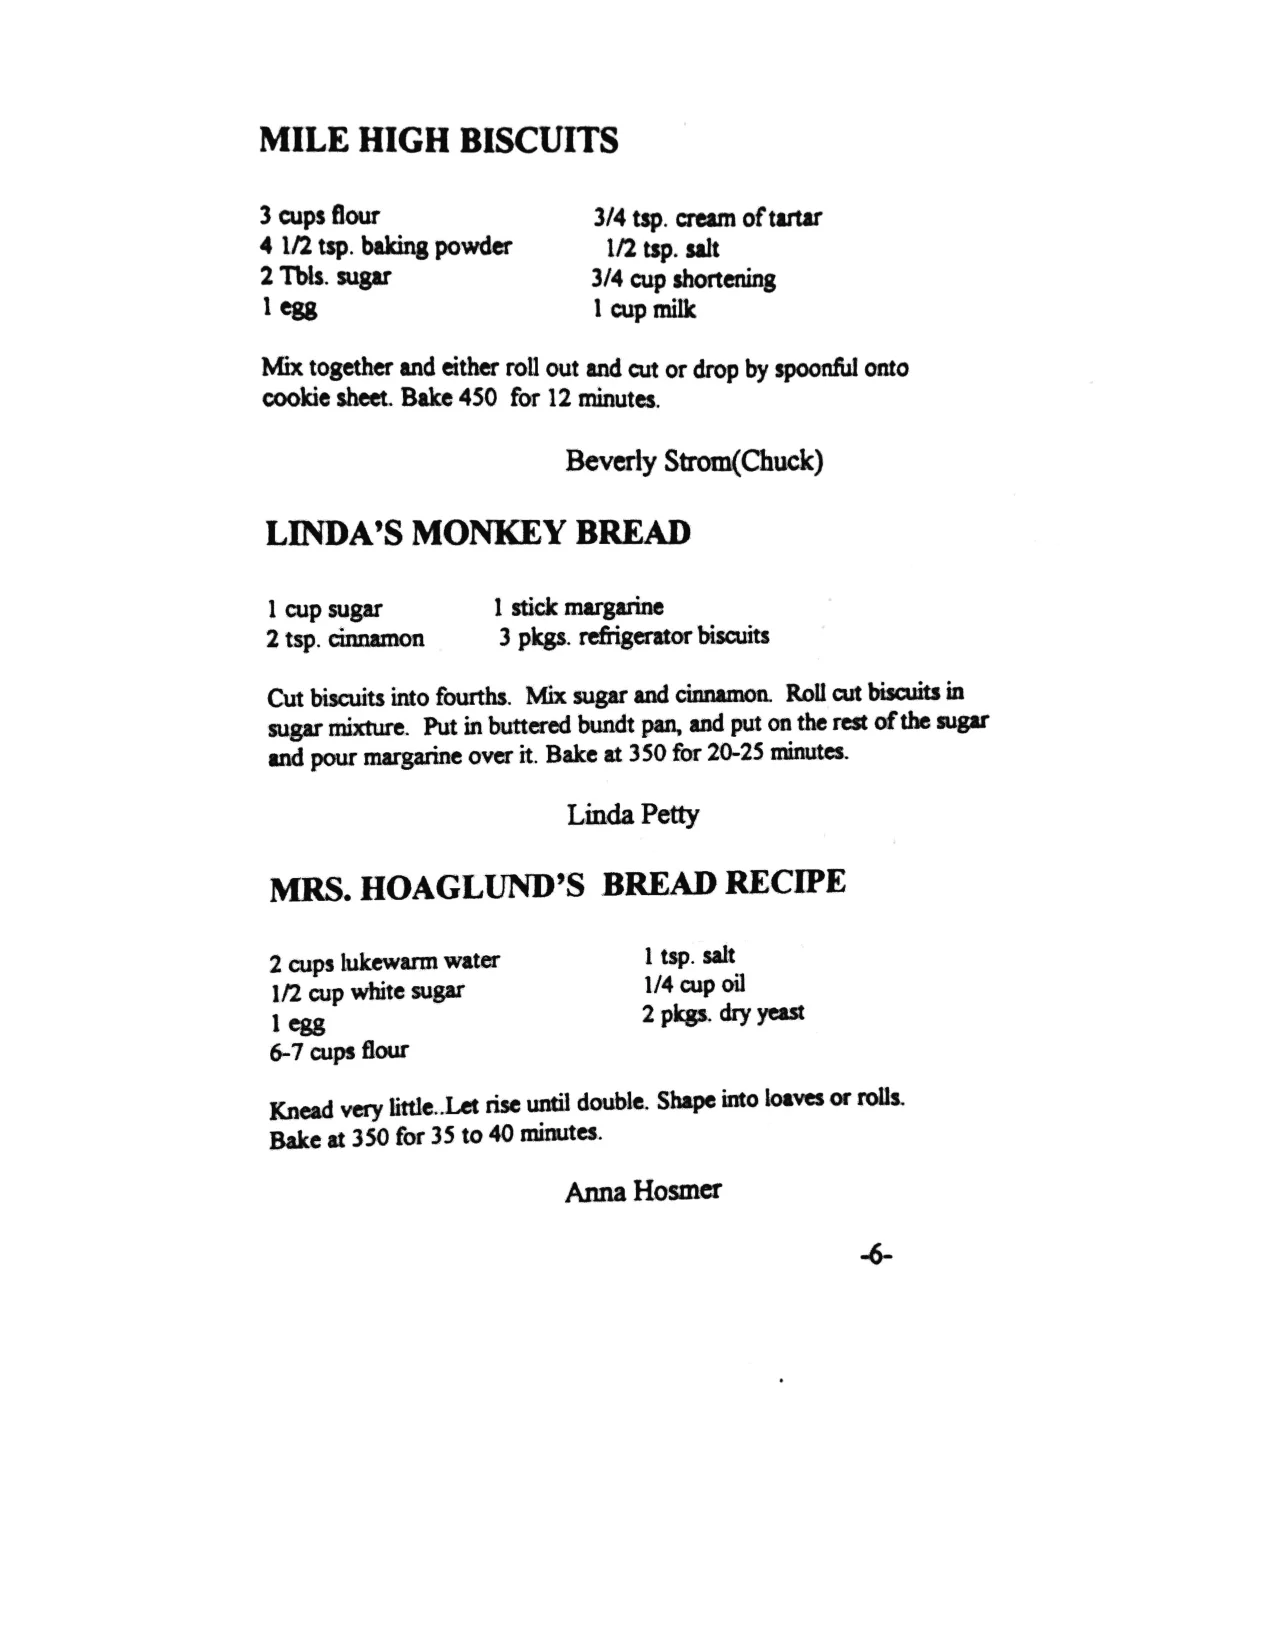 MILE HIGH BISCUITS
3 cups flour 3/4 tsp. cream of tartar
4 1/2 tsp. baking powder 1/2 tsp. salt
2 Tbls. sugar 3/4 cup shortening
1 egg 1 cup milk
Mix together and either roll out and cut or drop by spoonful onto
cookie sheet. Bake 450 for 12 minutes.
Beverly Strom(Chuck)
LINDA'S MONKEY BREAD
1 cup sugar 1 stick margarine
2 tsp. cinnamon 3 pkgs. refrigerator biscuits
Cut biscuits into fourths. Mix sugar and cinnamon. Roll cut biscuits in
sugar mixture. Put in buttered bundt pan, and put on the rest of the sugar
and pour margarine over it. Bake at 350 for 20-25 minutes.
Linda Petty
MRS. HOAGLUND'S BREAD RECIPE
2 cups lukewarm water 1 tsp. salt
1/2 cup white sugar 1/4 cup oil
1 egg 2 pkgs. dry yeast
6-7 cups flour
Knead very little..Let rise until double. Shape into loaves or rolls.
Bake at 350 for 35 to 40 minutes.
Anna Hosmer
-6-